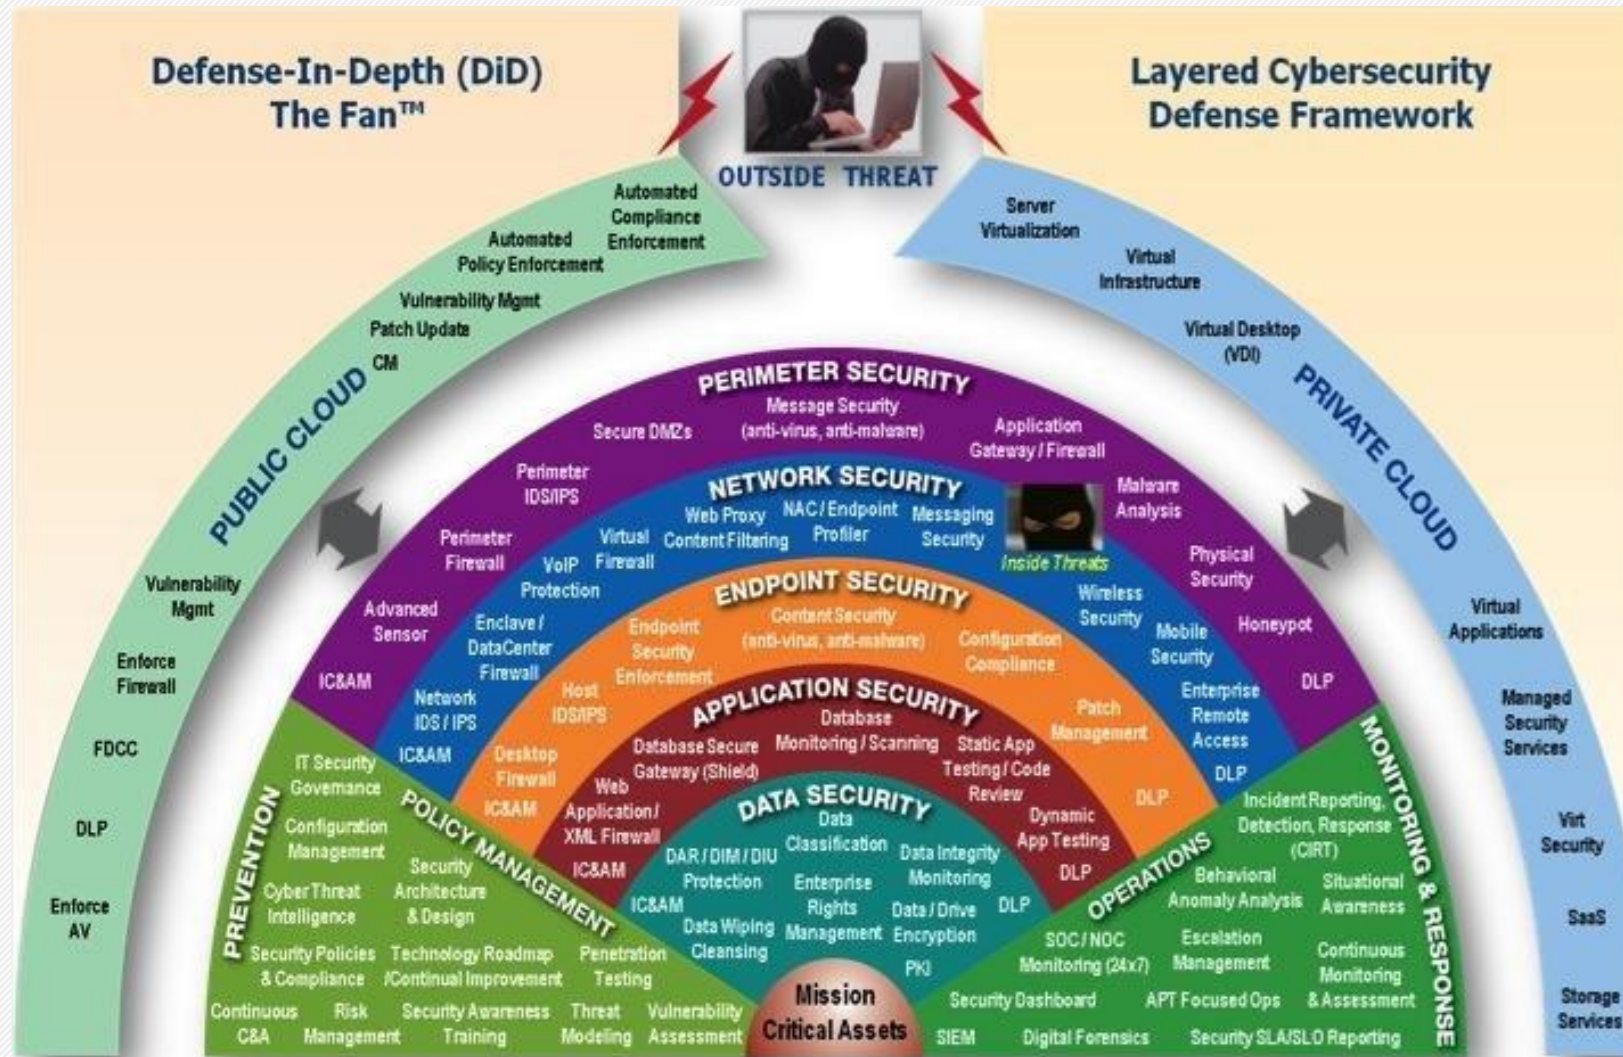 Defense-In-Depth (DiD)
The Fan™
OUTSIDE THREAT
Layered Cybersecurity
Defense Framework
PUBLIC CLOUD
Automated
Compliance
Enforcement
Automated
Policy Enforcement
Vulnerability Mgmt
Patch Update
CM
Vulnerability
Mgmt
Enforce
Firewall
FDCC
DLP
Enforce
AV
PRIVATE CLOUD
Server
Virtualization
Virtual
Infrastructure
Virtual Desktop
(VDI)
Virtual
Applications
Managed
Security
Services
Virt
Security
SaaS
Storage
Services
PERIMETER SECURITY
IC&AM
Advanced
Sensor
Perimeter
Firewall
Perimeter
IDS/IPS
Secure DMZs
Message Security
(anti-virus, anti-malware)
Application
Gateway / Firewall
Malware
Analysis
Physical
Security
Honeypot
DLP
NETWORK SECURITY
IC&AM
Network
IDS / IPS
Enclave /
DataCenter
Firewall
VoIP
Protection
Virtual
Firewall
Web Proxy
Content Filtering
NAC / Endpoint
Profiler
Messaging
Security
Inside Threats
Wireless
Security
Mobile
Security
Enterprise
Remote
Access
DLP
ENDPOINT SECURITY
IC&AM
Desktop
Firewall
Host
IDS/IPS
Endpoint
Security
Enforcement
Content Security
(anti-virus, anti-malware)
Configuration
Compliance
Patch
Management
DLP
APPLICATION SECURITY
IC&AM
Web
Application /
XML Firewall
Database Secure
Gateway (Shield)
Database
Monitoring / Scanning
Static App
Testing / Code
Review
Dynamic
App Testing
DLP
DATA SECURITY
IC&AM
DAR / DIM / DIU
Protection
Data
Classification
Data Integrity
Monitoring
DLP
Data Wiping
Cleansing
Enterprise
Rights
Management
Data / Drive
Encryption
PKI
Mission
Critical Assets
PREVENTION
POLICY MANAGEMENT
IT Security
Governance
Configuration
Management
Security
Architecture
& Design
Cyber Threat
Intelligence
Security Policies
& Compliance
Technology Roadmap
/Continual Improvement
Penetration
Testing
Continuous
C&A
Risk
Management
Security Awareness
Training
Threat
Modeling
Vulnerability
Assessment
OPERATIONS
MONITORING & RESPONSE
Incident Reporting,
Detection, Response
(CIRT)
Behavioral
Anomaly Analysis
Situational
Awareness
SOC / NOC
Monitoring (24x7)
Escalation
Management
Continuous
Monitoring
& Assessment
Security Dashboard
APT Focused Ops
SIEM
Digital Forensics
Security SLA/SLO Reporting